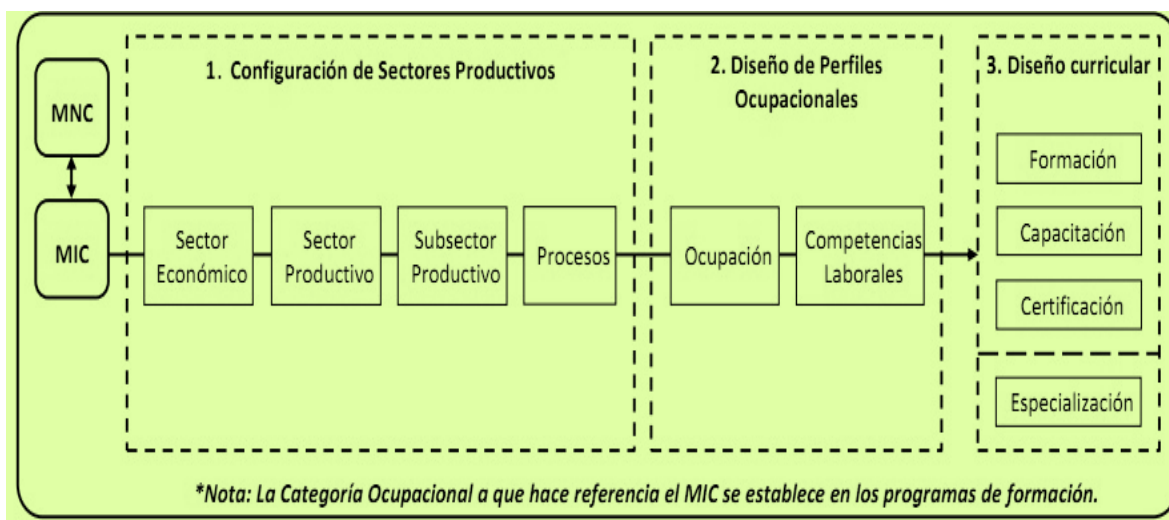 1. Configuración de Sectores Productivos
2. Diseño de Perfiles
Ocupacionales
3. Diseño curricular
MNC
MIC
Sector
Económico
Sector
Productivo
Subsector
Productivo
Procesos
Ocupación
Competencias
Laborales
Formación
Capacitación
Certificación
Especialización
*Nota: La Categoría Ocupacional a que hace referencia el MIC se establece en los programas de formación.